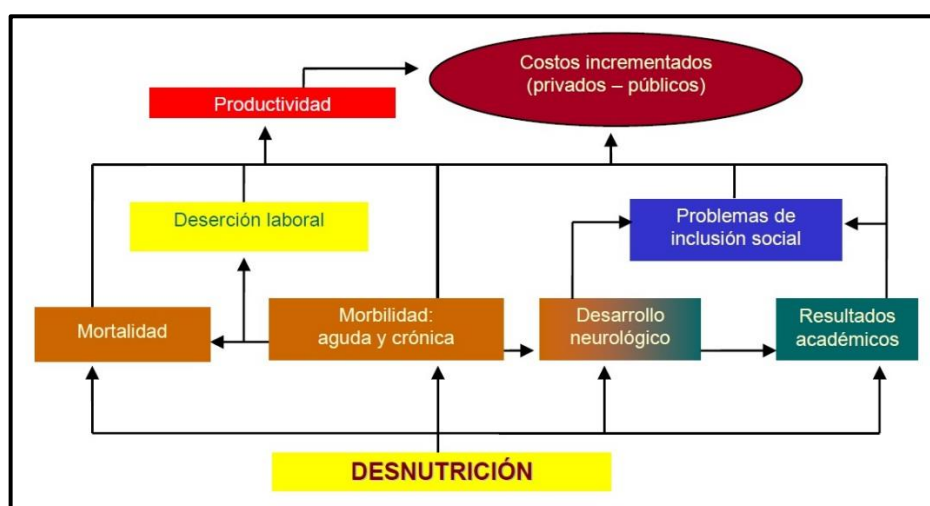 Costos incrementados
(privados – públicos)
Productividad
Deserción laboral
Problemas de
inclusión social
Mortalidad
Morbilidad:
aguda y crónica
Desarrollo
neurológico
Resultados
académicos
DESNUTRICIÓN